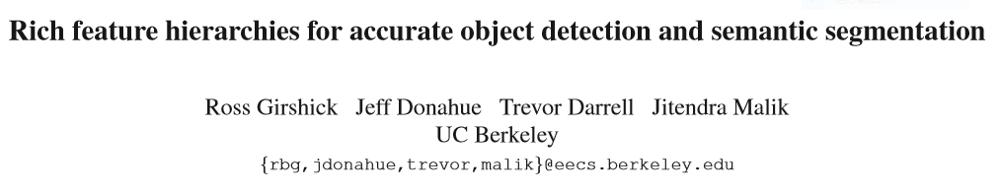 Rich feature hierarchies for accurate object detection and semantic segmentation
Ross Girshick Jeff Donahue Trevor Darrell Jitendra Malik
UC Berkeley
{rbg,jdonahue,trevor,malik}@eecs.berkeley.edu